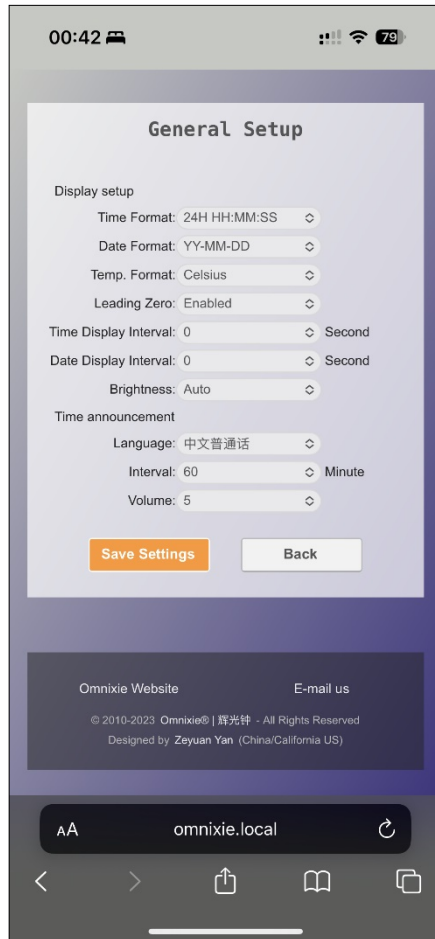 00:42
79
General Setup
Display setup
Time Format: 24H HH:MM:SS
Date Format: YY-MM-DD
Temp. Format: Celsius
Leading Zero: Enabled
Time Display Interval: 0 Second
Date Display Interval: 0 Second
Brightness: Auto
Time announcement
Language: 中文普通话
Interval: 60 Minute
Volume: 5
Save Settings Back
Omnixie Website E-mail us
© 2010-2023 Omnixie® | 辉光钟 - All Rights Reserved
Designed by Zeyuan Yan (China/California US)
AA omnixie.local